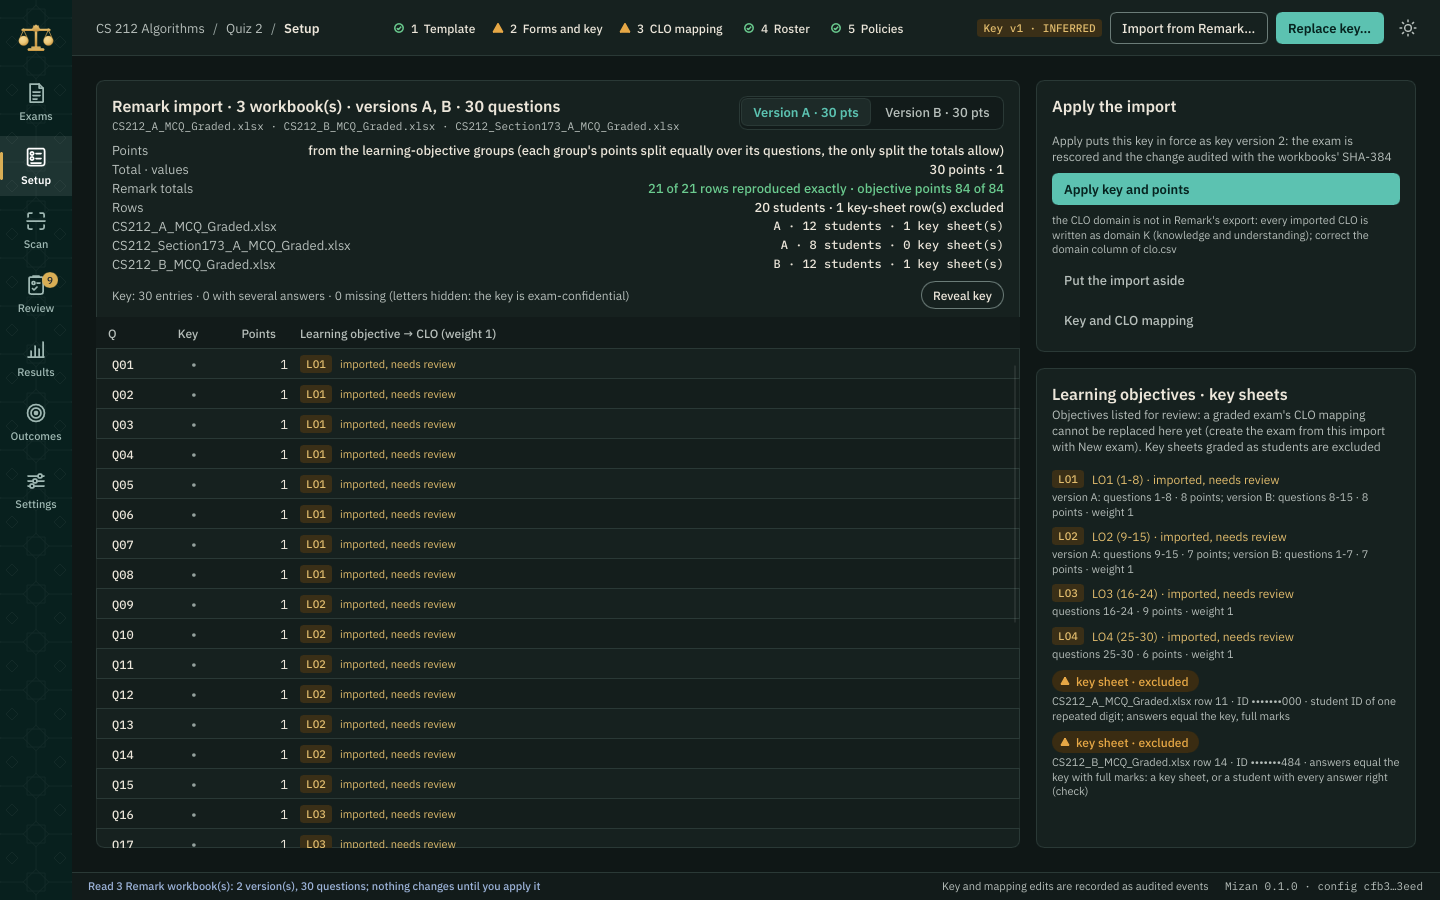 CS 212 Algorithms / Quiz 2 / Setup
1 Template
2 Forms and key
3 CLO mapping
4 Roster
5 Policies
Key v1 · INFERRED
Import from Remark...
Replace key...
Exams
Setup
Scan
9
Review
Results
Outcomes
Settings
Remark import · 3 workbook(s) · versions A, B · 30 questions
CS212_A_MCQ_Graded.xlsx · CS212_B_MCQ_Graded.xlsx · CS212_Section173_A_MCQ_Graded.xlsx
Version A · 30 pts
Version B · 30 pts
Points from the learning-objective groups (each group's points split equally over its questions, the only split the totals allow)
Total · values 30 points · 1
Remark totals 21 of 21 rows reproduced exactly · objective points 84 of 84
Rows 20 students · 1 key-sheet row(s) excluded
CS212_A_MCQ_Graded.xlsx A · 12 students · 1 key sheet(s)
CS212_Section173_A_MCQ_Graded.xlsx A · 8 students · 0 key sheet(s)
CS212_B_MCQ_Graded.xlsx B · 12 students · 1 key sheet(s)
Key: 30 entries · 0 with several answers · 0 missing (letters hidden: the key is exam-confidential)
Reveal key
Q Key Points Learning objective → CLO (weight 1)
Q01 • 1 LO1 imported, needs review
Q02 • 1 LO1 imported, needs review
Q03 • 1 LO1 imported, needs review
Q04 • 1 LO1 imported, needs review
Q05 • 1 LO1 imported, needs review
Q06 • 1 LO1 imported, needs review
Q07 • 1 LO1 imported, needs review
Q08 • 1 LO1 imported, needs review
Q09 • 1 LO2 imported, needs review
Q10 • 1 LO2 imported, needs review
Q11 • 1 LO2 imported, needs review
Q12 • 1 LO2 imported, needs review
Q13 • 1 LO2 imported, needs review
Q14 • 1 LO2 imported, needs review
Q15 • 1 LO2 imported, needs review
Q16 • 1 LO3 imported, needs review
Q17 • 1 LO3 imported, needs review
Apply the import
Apply puts this key in force as key version 2: the exam is
rescored and the change audited with the workbooks' SHA-384
Apply key and points
the CLO domain is not in Remark's export: every imported CLO is
written as domain K (knowledge and understanding); correct the
domain column of clo.csv
Put the import aside
Key and CLO mapping
Learning objectives · key sheets
Objectives listed for review: a graded exam's CLO mapping
cannot be replaced here yet (create the exam from this import
with New exam). Key sheets graded as students are excluded
LO1 LO1 (1-8) · imported, needs review
version A: questions 1-8 · 8 points; version B: questions 8-15 · 8
points · weight 1
LO2 LO2 (9-15) · imported, needs review
version A: questions 9-15 · 7 points; version B: questions 1-7 · 7
points · weight 1
LO3 LO3 (16-24) · imported, needs review
questions 16-24 · 9 points · weight 1
LO4 LO4 (25-30) · imported, needs review
questions 25-30 · 6 points · weight 1
key sheet · excluded
CS212_A_MCQ_Graded.xlsx row 11 · ID •••••••000 · student ID of one
repeated digit; answers equal the key, full marks
key sheet · excluded
CS212_B_MCQ_Graded.xlsx row 14 · ID •••••••484 · answers equal the
key with full marks: a key sheet, or a student with every answer right
(check)
Read 3 Remark workbook(s): 2 version(s), 30 questions; nothing changes until you apply it
Key and mapping edits are recorded as audited events
Mizan 0.1.0 · config cfb3…3eed